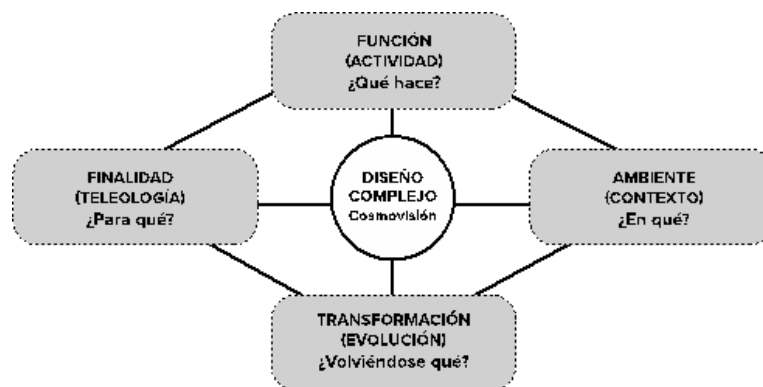 FUNCIÓN
(ACTIVIDAD)
¿Qué hace?
FINALIDAD
(TELEOLOGÍA)
¿Para qué?
DISEÑO
COMPLEJO
Cosmovisión
AMBIENTE
(CONTEXTO)
¿En qué?
TRANSFORMACIÓN
(EVOLUCIÓN)
¿Volviéndose qué?